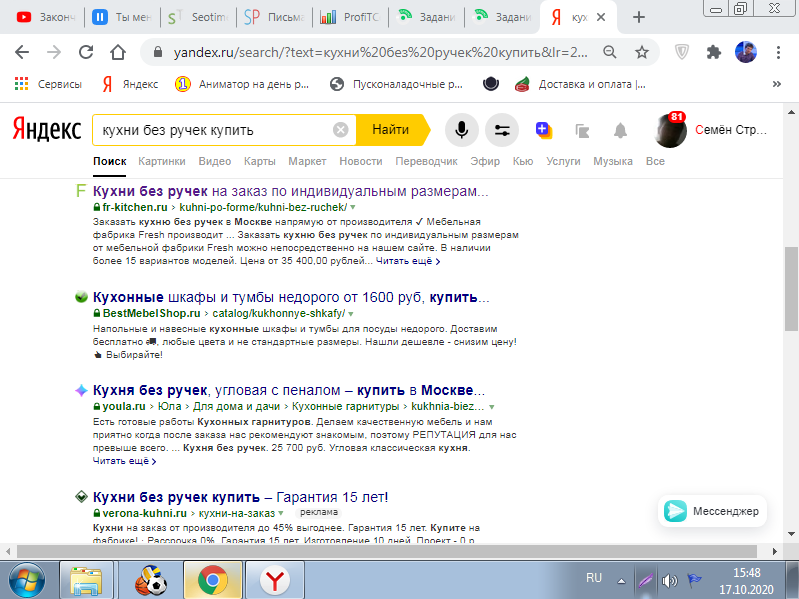 Законч
Ты мен
Seotim
Письма
ProfiTC
Задани
Задани
кух
yandex.ru/search/?text=кухни%20без%20ручек%20купить&lr=2...
Сервисы
Яндекс
Аниматор на день р...
Пусконаладочные р...
Доставка и оплата |...
»
Яндекс
кухни без ручек купить
Найти
81
Семён Стр...
Поиск Картинки Видео Карты Маркет Новости Переводчик Эфир Кью Услуги Музыка Все
Кухни без ручек на заказ по индивидуальным размерам...
fr-kitchen.ru › kuhni-po-forme/kuhni-bez-ruchek/
Заказать кухню без ручек в Москве напрямую от производителя ✓ Мебельная
фабрика Fresh производит ... Заказать кухню без ручек по индивидуальным размерам
от мебельной фабрики Fresh можно непосредственно на нашем сайте. В наличии
более 15 вариантов моделей. Цена от 35 400,00 рублей... Читать ещё ›
Кухонные шкафы и тумбы недорого от 1600 руб, купить...
BestMebelShop.ru › catalog/kukhonnye-shkafy/
Напольные и навесные кухонные шкафы и тумбы для посуды недорого. Доставим
бесплатно 🚚, любые цвета и не стандартные размеры. Нашли дешевле - снизим цену!
👆 Выбирайте!
Кухня без ручек, угловая с пеналом – купить в Москве...
youla.ru › Юла › Для дома и дачи › Кухонные гарнитуры › kukhnia-biez...
Есть готовые работы Кухонных гарнитуров. Делаем качественную мебель и нам
приятно когда после заказа нас рекомендуют знакомым, поэтому РЕПУТАЦИЯ для нас
превыше всего. ... Кухня без ручек. 25 700 руб. Угловая классическая кухня.
Читать ещё ›
Кухни без ручек купить – Гарантия 15 лет!
verona-kuhni.ru › кухни-на-заказ реклама
Кухни на заказ от производителя до 45% выгоднее. Гарантия 15 лет. Купите на
фабрике! · Рассрочка 0%. Гарантия 15 лет. Изготовление 10 дней. Проект - 0 р.
Мессенджер
RU
15:48
17.10.2020